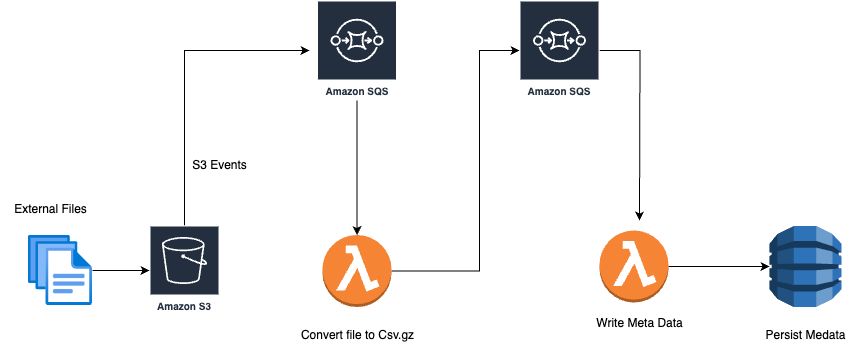 Amazon SQS
Amazon SQS
S3 Events
External Files
Amazon S3
Convert file to Csv.gz
Write Meta Data
Persist Medata